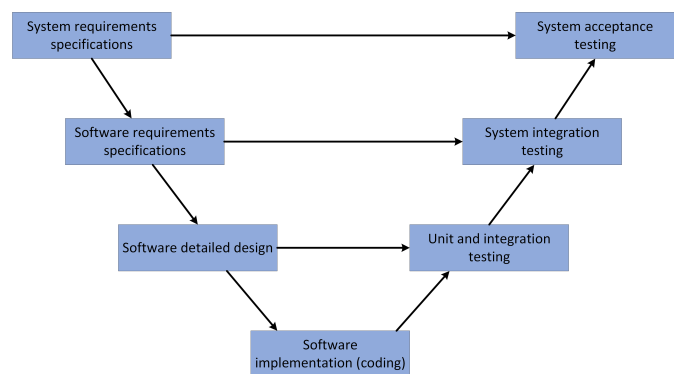 System requirements
specifications
System acceptance
testing
Software requirements
specifications
System integration
testing
Software detailed design
Unit and integration
testing
Software
implementation (coding)